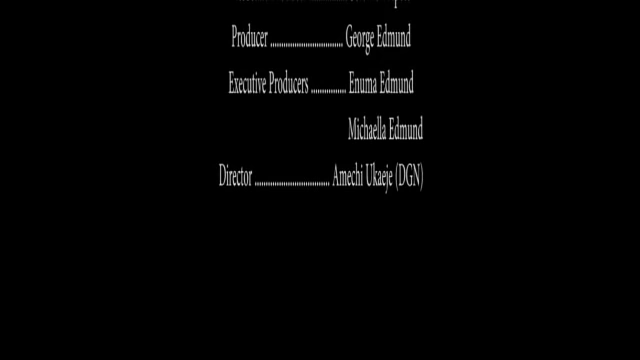 Producer .............................. George Edmund
Executive Producers .............. Enuma Edmund
Michaella Edmund
Director .............................. Amechi Ukaeje (DGN)